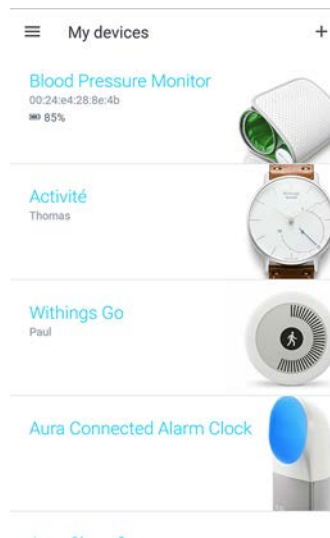 My devices
Blood Pressure Monitor
00:24:e4:28:8e:4b
85%
Activité
Thomas
Withings Go
Paul
Aura Connected Alarm Clock